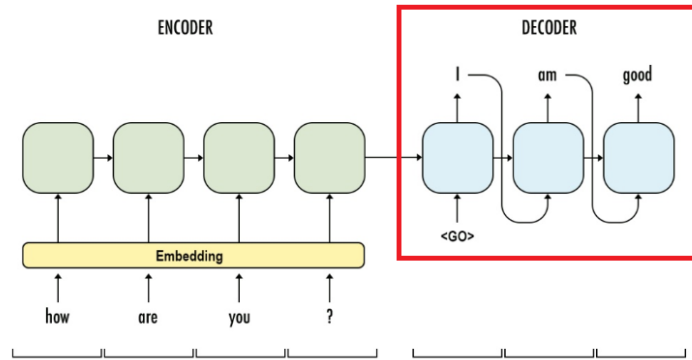 ENCODER
DECODER
I am good
<GO>
Embedding
how are you ?